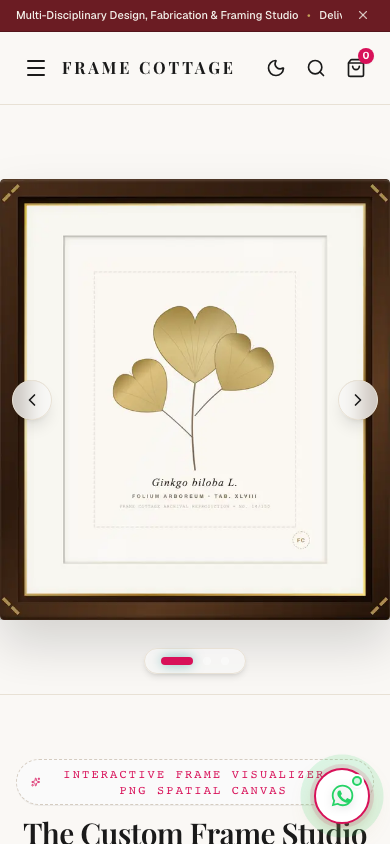 Multi-Disciplinary Design, Fabrication & Framing Studio • Deliv
FRAME COTTAGE
0
Ginkgo biloba L.
FOLIUM ARBOREUM · TAB. XLVIII
FC
INTERACTIVE FRAME VISUALIZER
PNG SPATIAL CANVAS
The Custom Frame Studio